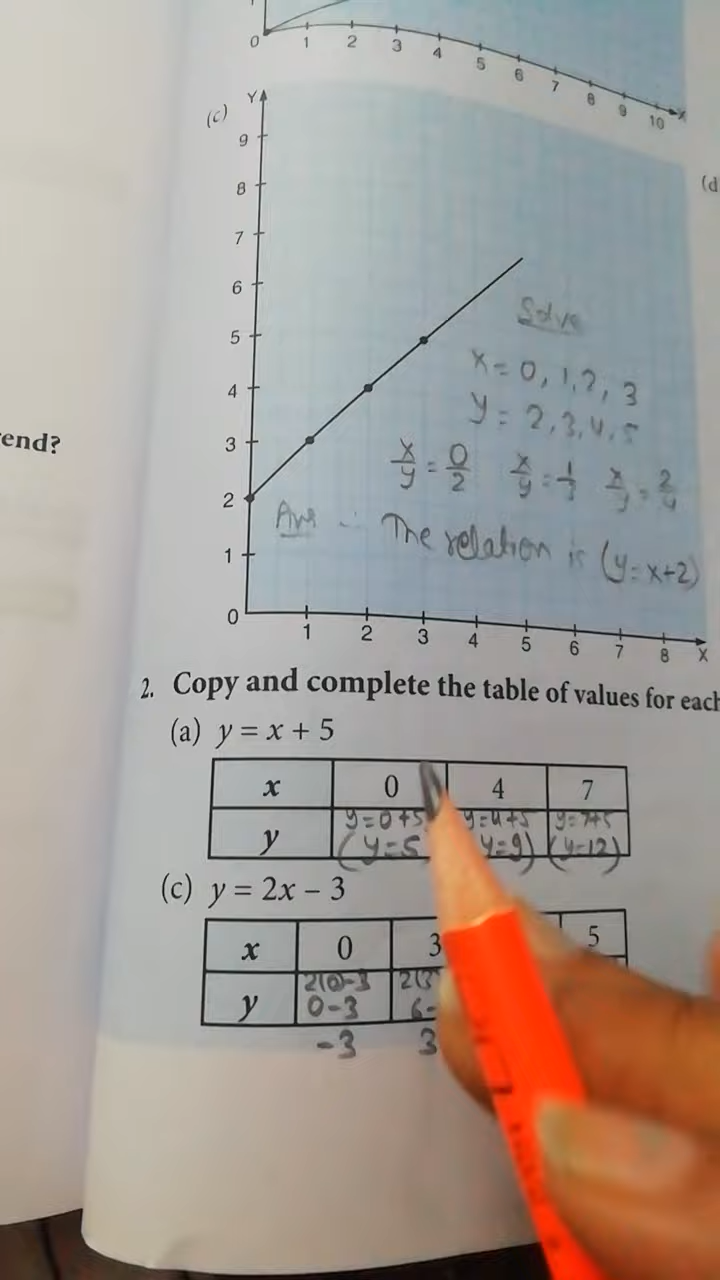 0 1 2 3 4 5 6 7 8 9 10 X
(c) Y
9
8
(d
7
6
Solve
5
x = 0, 1, 2, 3
4
y = 2, 3, 4, 5
end?
3
x/y = 0/2 x/y = 1/3 x/y = 2/4
2
Ans ∴ The relation is (y = x+2)
1
0
1 2 3 4 5 6 7 8 X
2. Copy and complete the table of values for each
(a) y = x + 5
x 0 4 7
y=0+5 y=4+5 y=7+5
y (y=5 y=9) (y=12)
(c) y = 2x – 3
x 0 3 5
2(0)-3 2(3
y 0-3 6-
-3 3